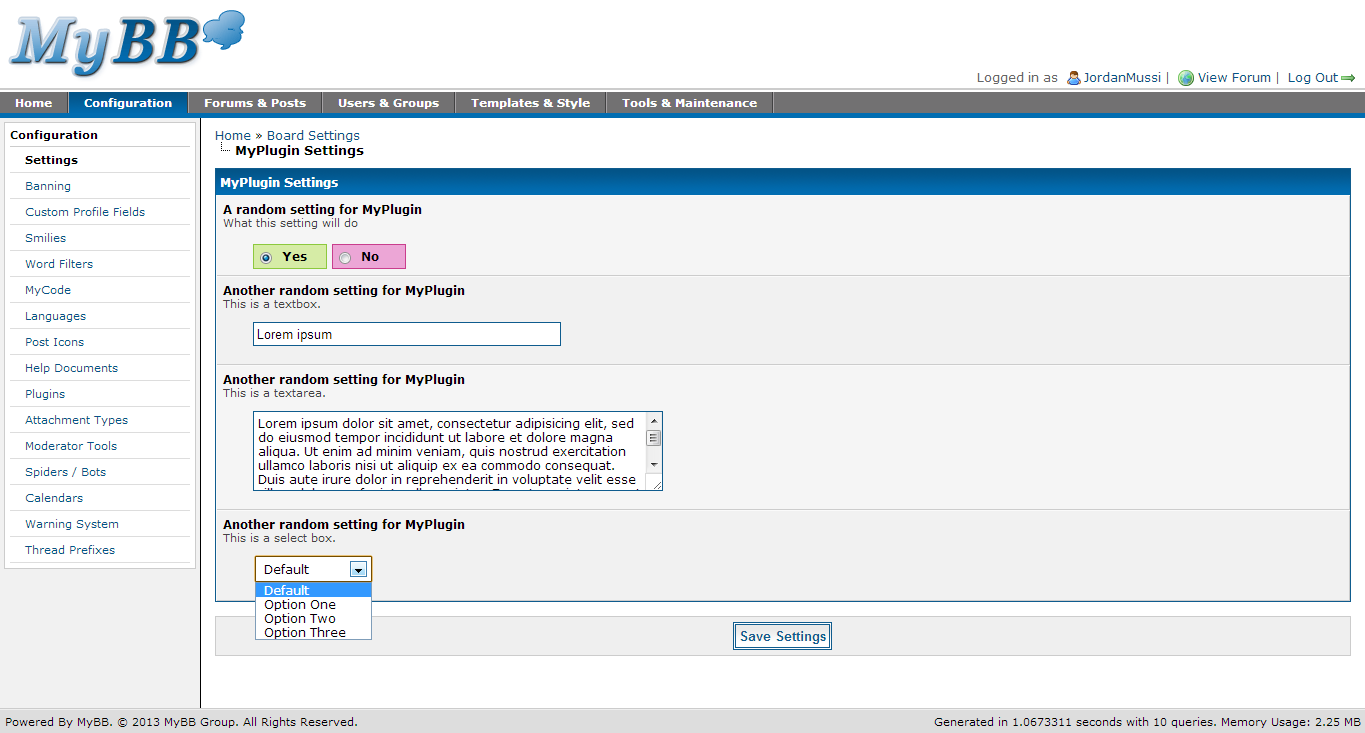 MyBB
Logged in as JordanMussi | View Forum | Log Out
Home Configuration Forums & Posts Users & Groups Templates & Style Tools & Maintenance
Configuration
Settings
Banning
Custom Profile Fields
Smilies
Word Filters
MyCode
Languages
Post Icons
Help Documents
Plugins
Attachment Types
Moderator Tools
Spiders / Bots
Calendars
Warning System
Thread Prefixes
Home » Board Settings
MyPlugin Settings
MyPlugin Settings
A random setting for MyPlugin
What this setting will do
Yes No
Another random setting for MyPlugin
This is a textbox.
Lorem ipsum
Another random setting for MyPlugin
This is a textarea.
Lorem ipsum dolor sit amet, consectetur adipisicing elit, sed
do eiusmod tempor incididunt ut labore et dolore magna
aliqua. Ut enim ad minim veniam, quis nostrud exercitation
ullamco laboris nisi ut aliquip ex ea commodo consequat.
Duis aute irure dolor in reprehenderit in voluptate velit esse
Another random setting for MyPlugin
This is a select box.
Default
Default
Option One
Option Two
Option Three
Save Settings
Powered By MyBB. © 2013 MyBB Group. All Rights Reserved.
Generated in 1.0673311 seconds with 10 queries. Memory Usage: 2.25 MB